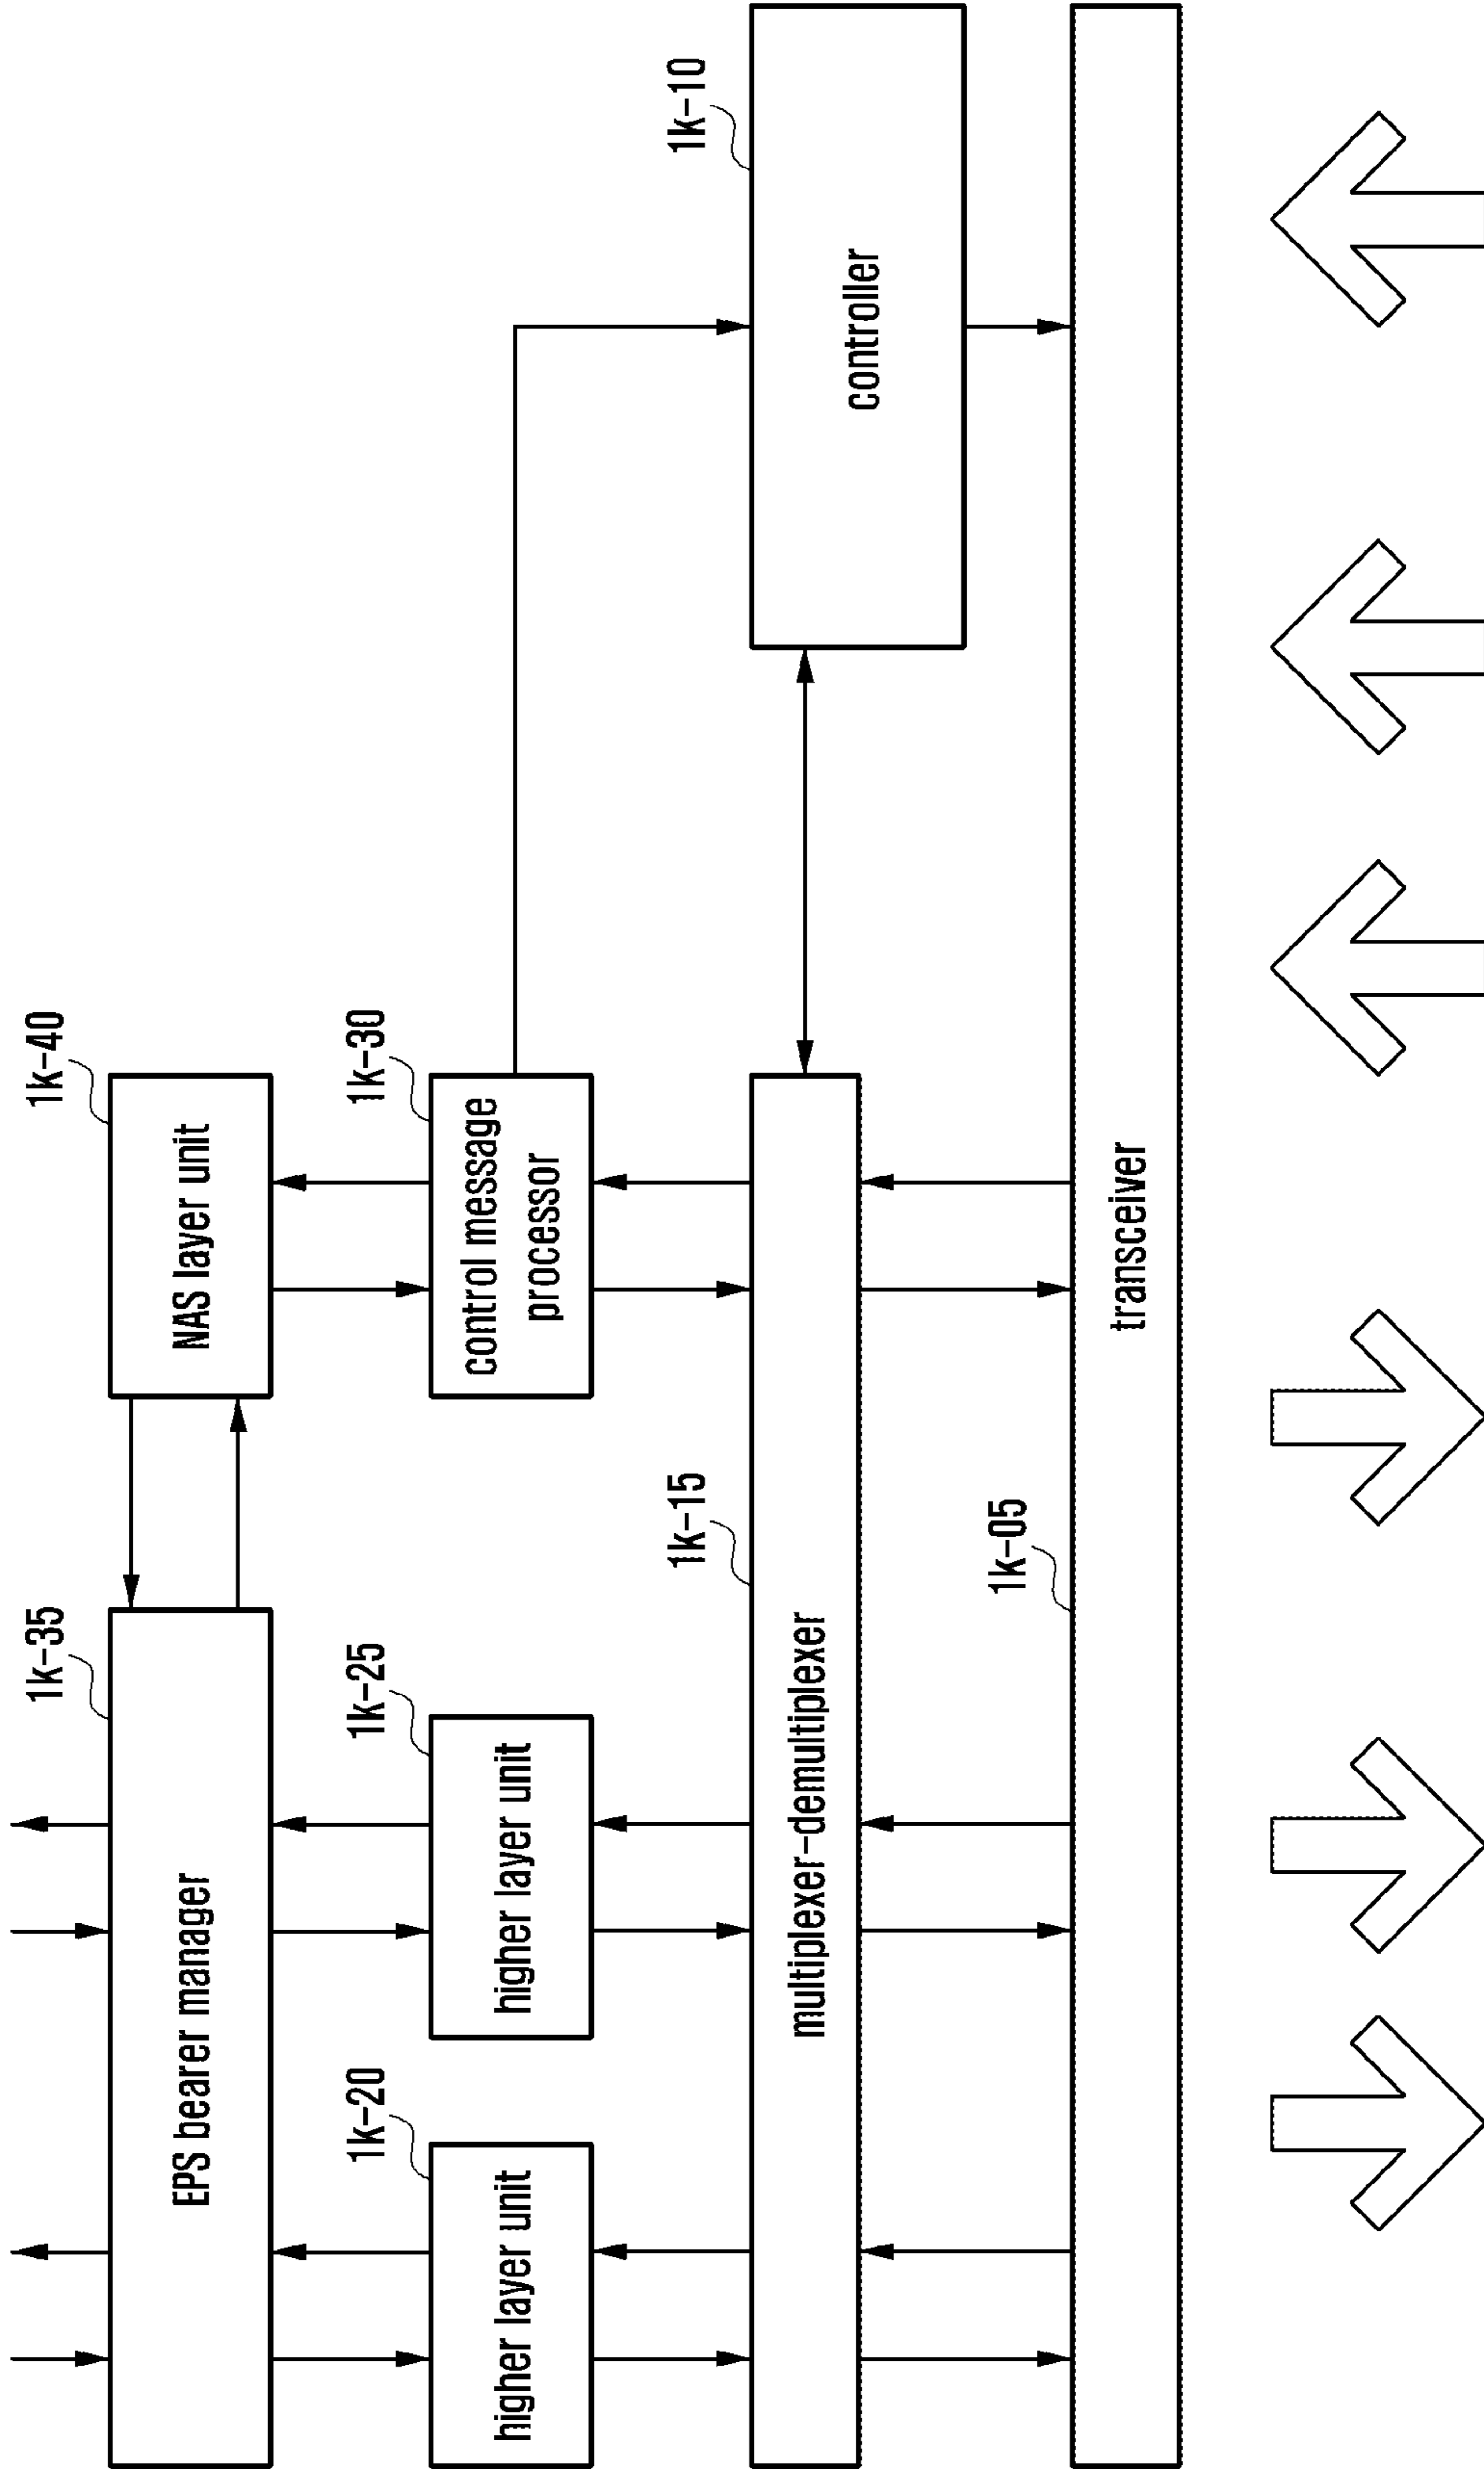 1k-35
1k-40
EPS bearer manager
NAS layer unit
1k-20
1k-25
1k-30
higher layer unit
higher layer unit
control message
processor
1k-15
1k-10
multiplexer-demultiplexer
controller
1k-05
transceiver